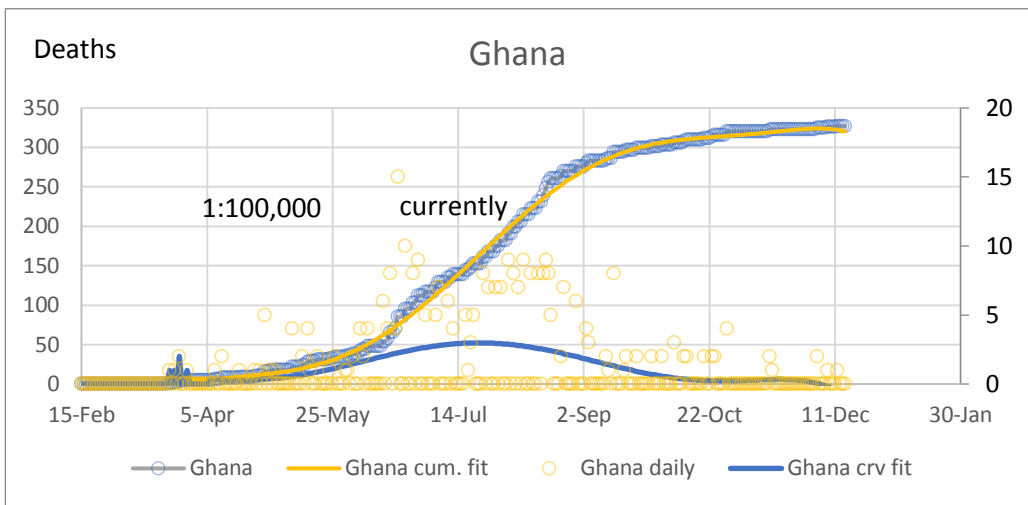 Deaths
Ghana
350
300
250
200
150
100
50
0
20
15
10
5
0
1:100,000 currently
15-Feb 5-Apr 25-May 14-Jul 2-Sep 22-Oct 11-Dec 30-Jan
Ghana Ghana cum. fit Ghana daily Ghana crv fit